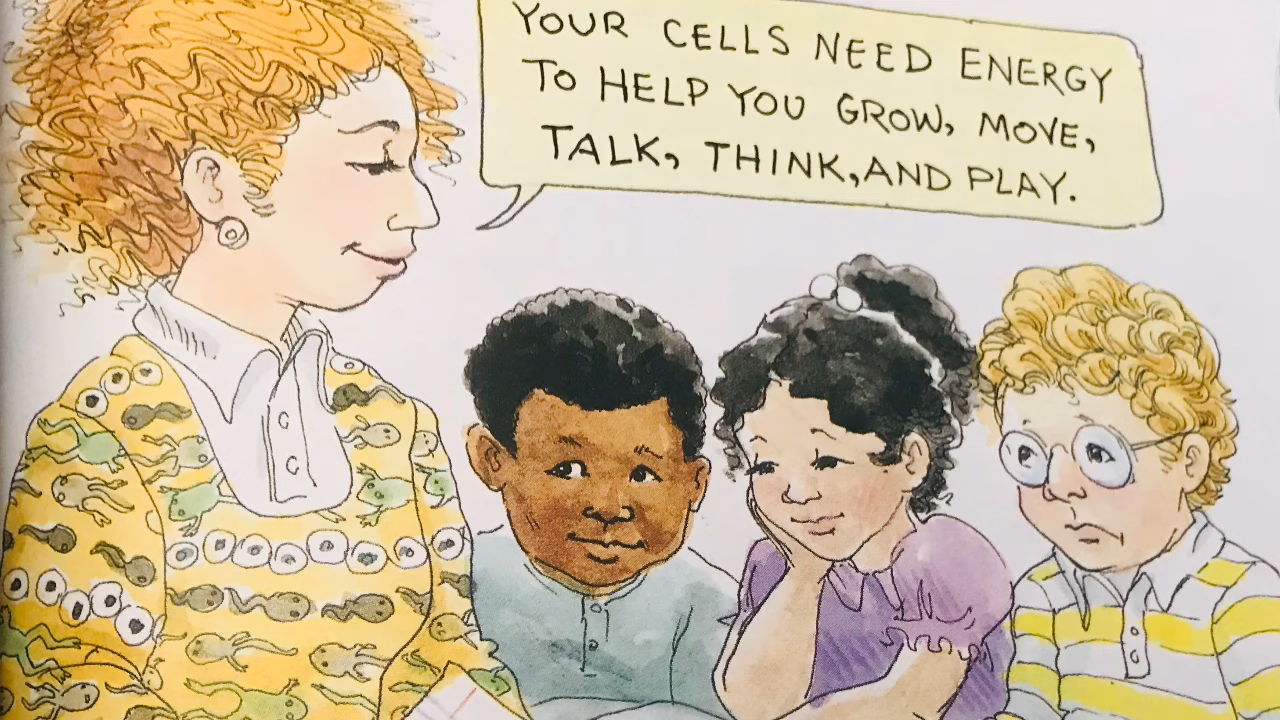 YOUR CELLS NEED ENERGY
TO HELP YOU GROW, MOVE,
TALK, THINK, AND PLAY.